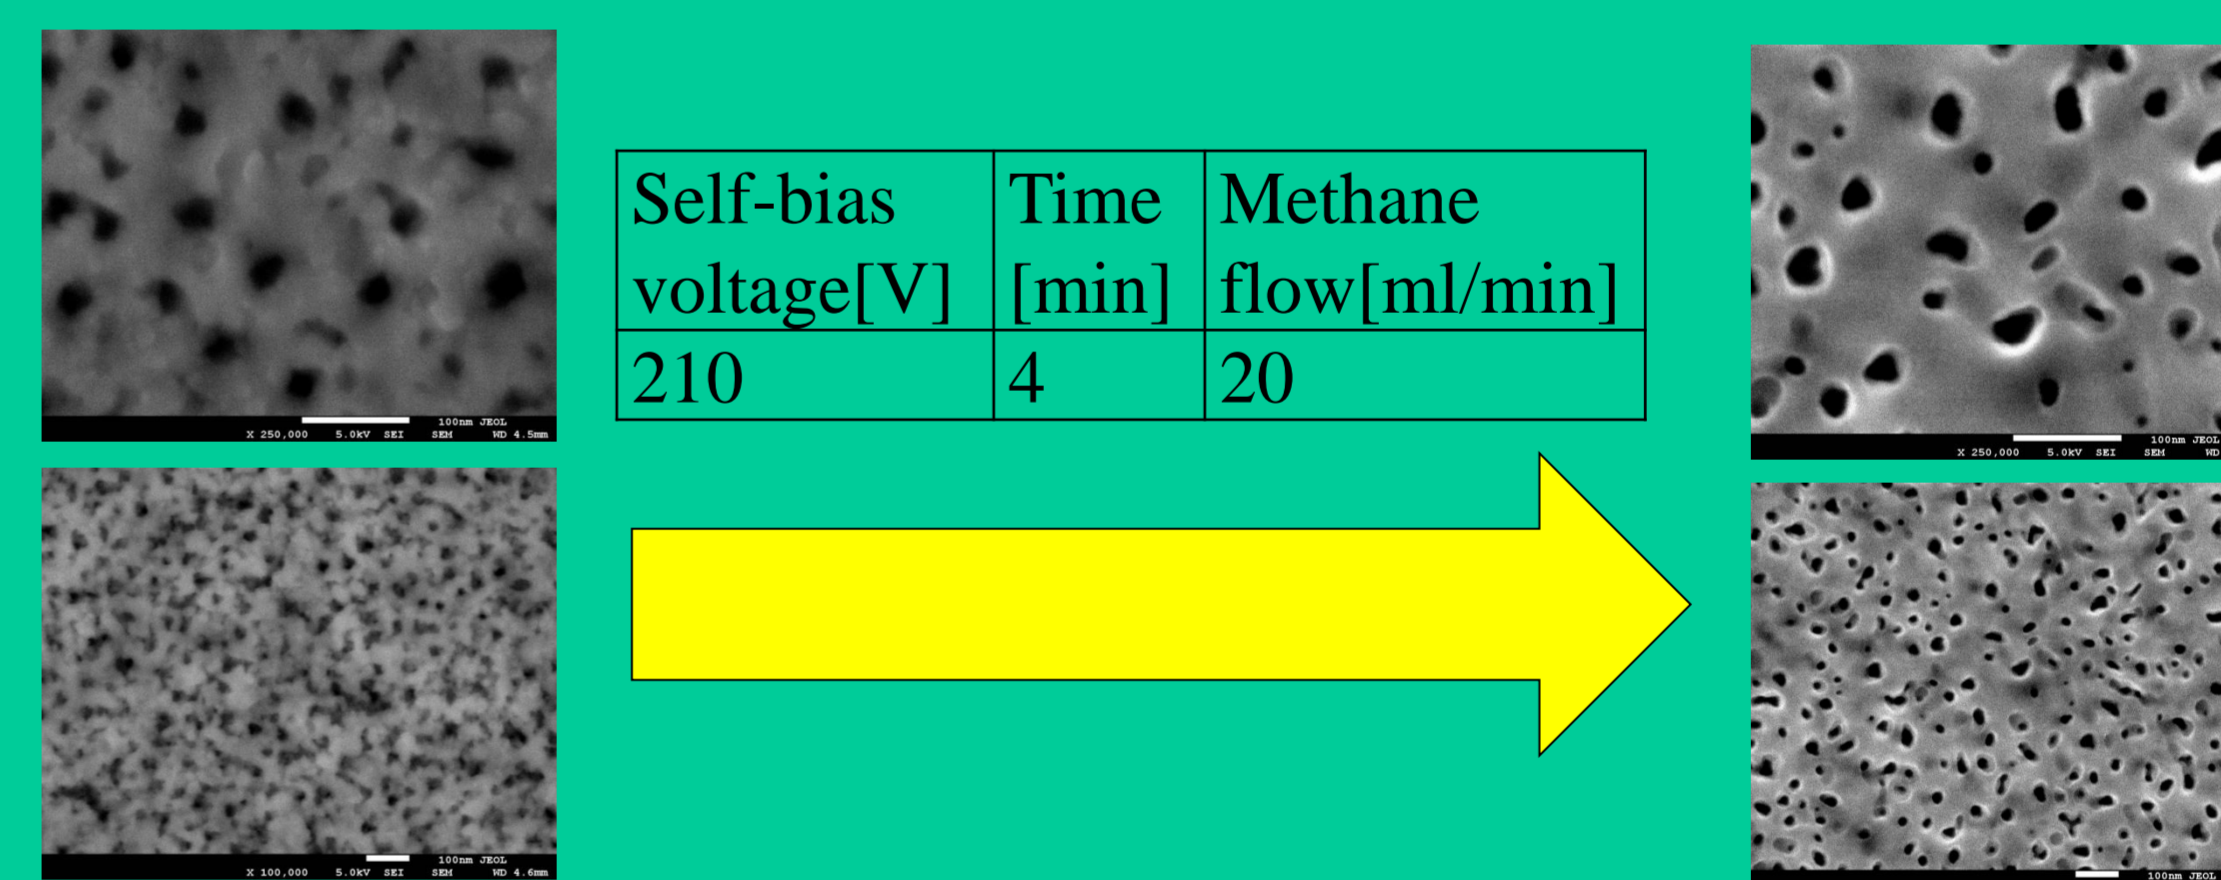 100nm JEOL
X 250,000 5.0kV SEI SEM WD 4.5mm
100nm JEOL
X 100,000 5.0kV SEI SEM WD 4.6mm
Self-bias Time Methane
voltage[V] [min] flow[ml/min]
210 4 20
100nm JEOL
X 250,000 5.0kV SEI SEM WD
100nm JEOL